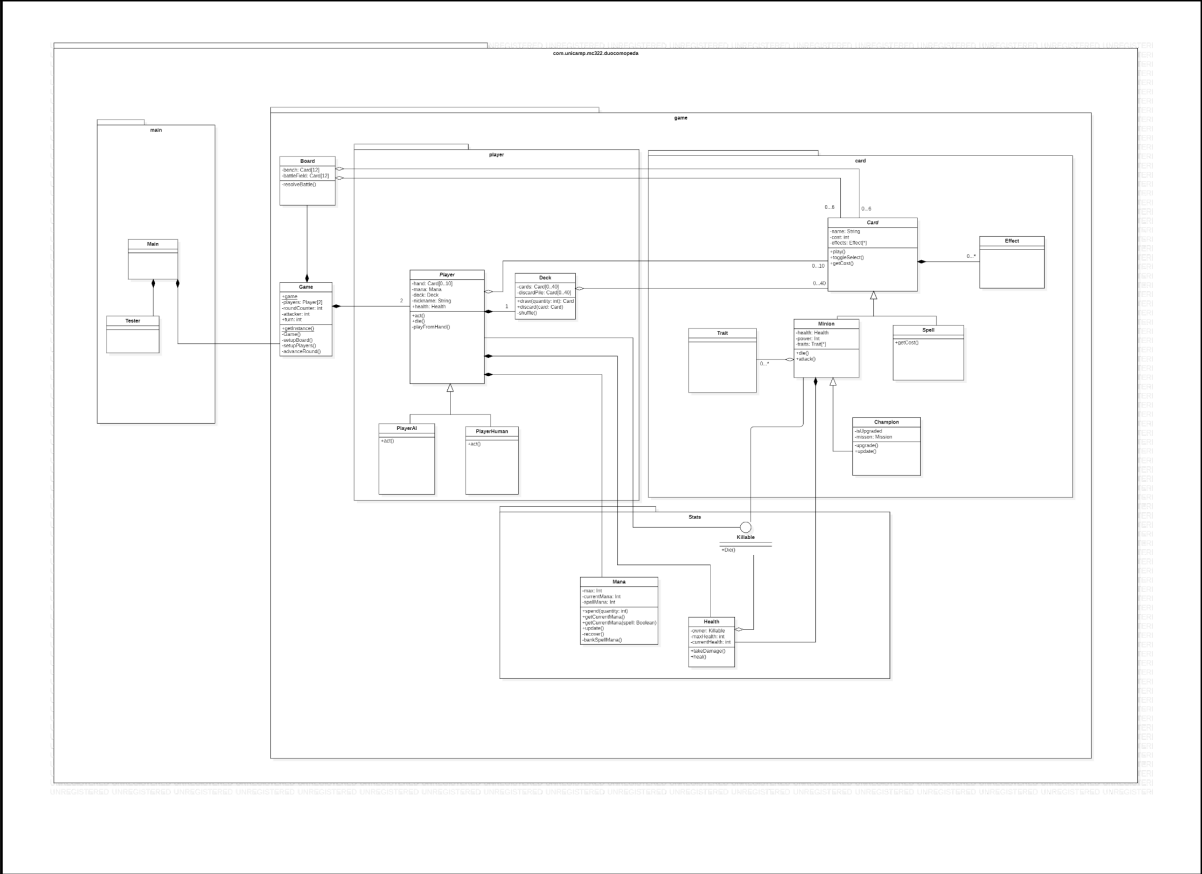 com.unicamp.mc322.duocomopeda
game
main
player
card
Board
-bench: Card[12]
-battleField: Card[12]
-resolveBattle()
0...6
0...6
Card
-name: String
-cost: int
-effects: Effect[*]
+play()
+toggleSelect()
+getCost()
Effect
0...*
Main
Tester
Game
+game
-players: Player[2]
-roundCounter: int
-attacker: int
+turn: int
+getInstance()
-Game()
-setupBoard()
-setupPlayers()
-advanceRound()
2
Player
-hand: Card[0..10]
-mana: Mana
-deck: Deck
-nickname: String
+health: Health
+act()
+die()
-playFromHand()
1
Deck
-cards: Card[0..40]
-discardPile: Card[0..40]
+draw(quantity: int): Card
+discard(card: Card)
-shuffle()
0...10
0...40
Trait
0...*
Minion
-health: Health
-power: Int
-traits: Trait[*]
+die()
+attack()
Spell
+getCost()
PlayerAI
+act()
PlayerHuman
+act()
Champion
-isUpgraded
-mission: Mission
-upgrade()
+update()
Stats
Killable
+Die()
Mana
-max: Int
-currentMana: Int
-spellMana: Int
+spend(quantity: int)
+getCurrentMana()
+getCurrentMana(spell: Boolean)
-update()
-recover()
-bankSpellMana()
Health
-owner: Killable
-maxHealth: int
-currentHealth: int
+takeDamage()
+heal()